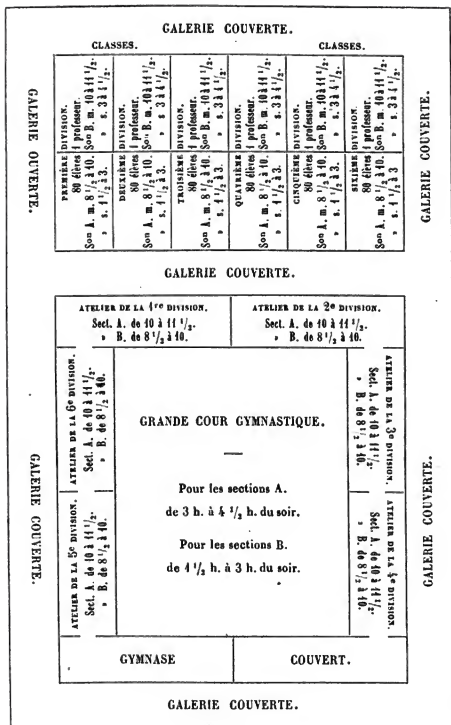 GALERIE COUVERTE.
CLASSES.
CLASSES.
GALERIE OUVERTE.
PREMIÈRE DIVISION.
80 élèves 1 professeur.
Son A. m. 8 1/2 à 10. Son B. m. 10 à 11 1/2.
» s. 1 1/2 à 3. » s. 3 à 4 1/2.
DEUXIÈME DIVISION.
80 élèves 1 professeur.
Son A. m. 8 1/2 à 10. Son B. m. 10 à 11 1/2.
» s. 1 1/2 à 3. » s. 3 à 4 1/2.
TROISIÈME DIVISION.
80 élèves 1 professeur.
Son A. m. 8 1/2 à 10. Son B. m. 10 à 11 1/2.
» s. 1 1/2 à 3. » s. 3 à 4 1/2.
QUATRIÈME DIVISION.
80 élèves 1 professeur.
Son A. m. 8 1/2 à 10. Son B. m. 10 à 11 1/2.
» s. 1 1/2 à 3. » s. 3 à 4 1/2.
CINQUIÈME DIVISION.
80 élèves 1 professeur.
Son A. m. 8 1/2 à 10. Son B. m. 10 à 11 1/2.
» s. 1 1/2 à 3. » s. 3 à 4 1/2.
SIXIÈME DIVISION.
80 élèves 1 professeur.
Son A. m. 8 1/2 à 10. Son B. m. 10 à 11 1/2.
» s. 1 1/2 à 3. » s. 3 à 4 1/2.
GALERIE COUVERTE.
GALERIE COUVERTE.
ATELIER DE LA 1re DIVISION.
Sect. A. de 10 à 11 1/2.
» B. de 8 1/2 à 10.
ATELIER DE LA 2e DIVISION.
Sect. A. de 10 à 11 1/2.
» B. de 8 1/2 à 10.
GALERIE COUVERTE.
ATELIER DE LA 6e DIVISION.
Sect. A. de 10 à 11 1/2.
» B. de 8 1/2 à 10.
ATELIER DE LA 5e DIVISION.
Sect. A. de 10 à 11 1/2.
» B. de 8 1/2 à 10.
GRANDE COUR GYMNASTIQUE.
Pour les sections A.
de 3 h. à 4 1/2 h. du soir.
Pour les sections B.
de 1 1/2 h. à 3 h. du soir.
ATELIER DE LA 3e DIVISION.
Sect. A. de 10 à 11 1/2.
» B. de 8 1/2 à 10.
ATELIER DE LA 4e DIVISION.
Sect. A. de 10 à 11 1/2.
» B. de 8 1/2 à 10.
GALERIE COUVERTE.
GYMNASE
COUVERT.
GALERIE COUVERTE.